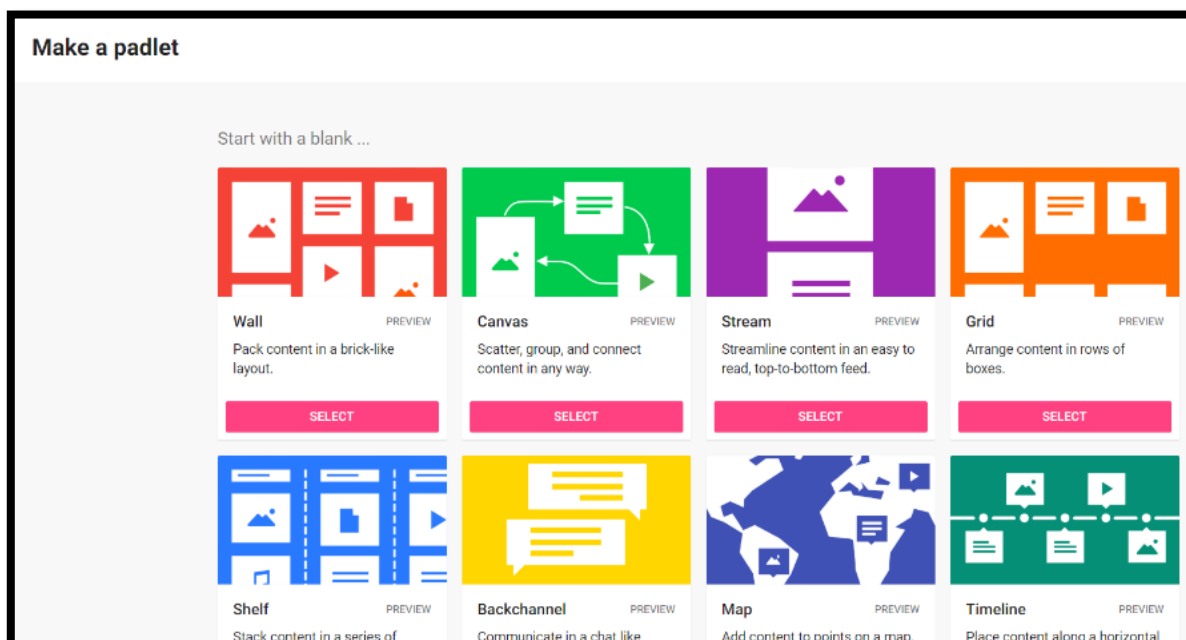 Make a padlet
Start with a blank ...
Wall PREVIEW
Pack content in a brick-like
layout.
SELECT
Canvas PREVIEW
Scatter, group, and connect
content in any way.
SELECT
Stream PREVIEW
Streamline content in an easy to
read, top-to-bottom feed.
SELECT
Grid PREVIEW
Arrange content in rows of
boxes.
SELECT
Shelf PREVIEW
Stack content in a series of
Backchannel PREVIEW
Communicate in a chat like
Map PREVIEW
Add content to points on a map.
Timeline PREVIEW
Place content along a horizontal